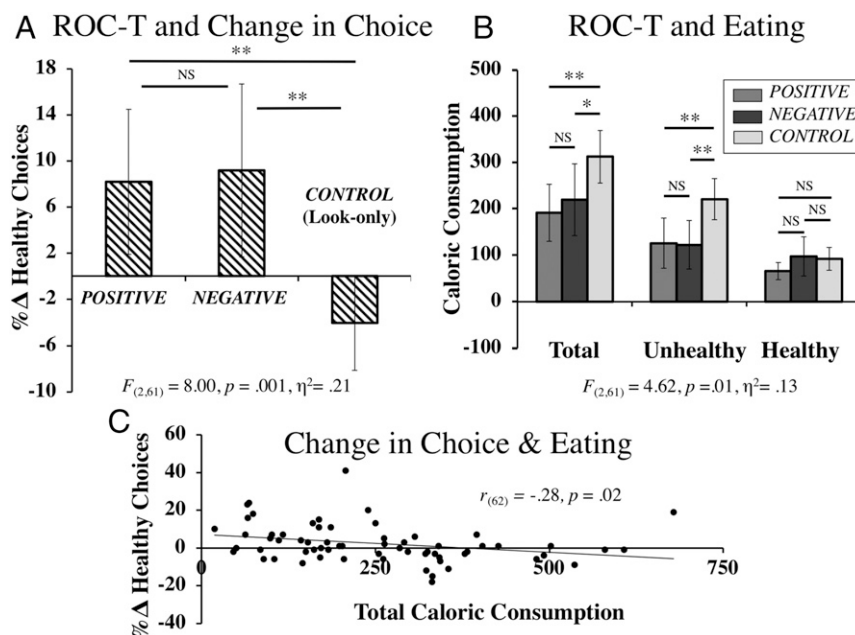 A
ROC-T and Change in Choice
% Δ Healthy Choices
18
14
10
6
2
-2
-6
-10
**
NS
**
CONTROL
(Look-only)
POSITIVE
NEGATIVE
F(2,61) = 8.00, p = .001, η²= .21
B
ROC-T and Eating
Caloric Consumption
500
400
300
200
100
0
-100
POSITIVE
NEGATIVE
CONTROL
**
*
NS
**
**
NS
NS
NS
NS
Total
Unhealthy
Healthy
F(2,61) = 4.62, p =.01, η²= .13
C
Change in Choice & Eating
% Δ Healthy Choices
60
40
20
0
-20
-40
r(62) = -.28, p = .02
0
250
500
750
Total Caloric Consumption